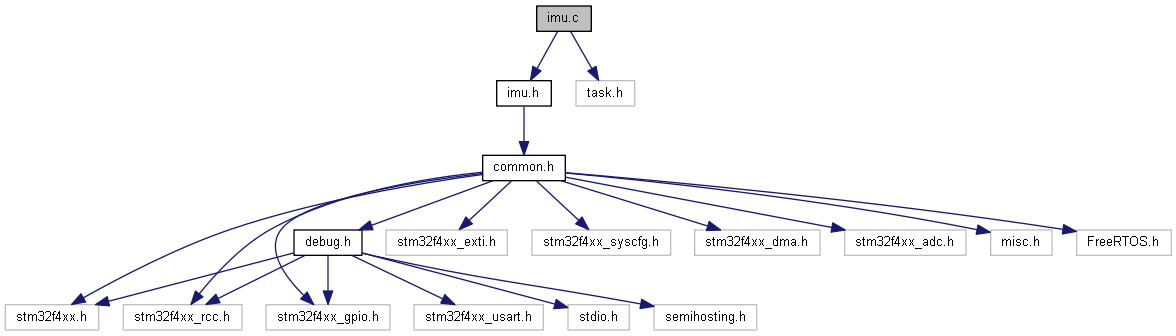 imu.c
imu.h
task.h
common.h
debug.h
stm32f4xx_exti.h
stm32f4xx_syscfg.h
stm32f4xx_dma.h
stm32f4xx_adc.h
misc.h
FreeRTOS.h
stm32f4xx.h
stm32f4xx_rcc.h
stm32f4xx_gpio.h
stm32f4xx_usart.h
stdio.h
semihosting.h